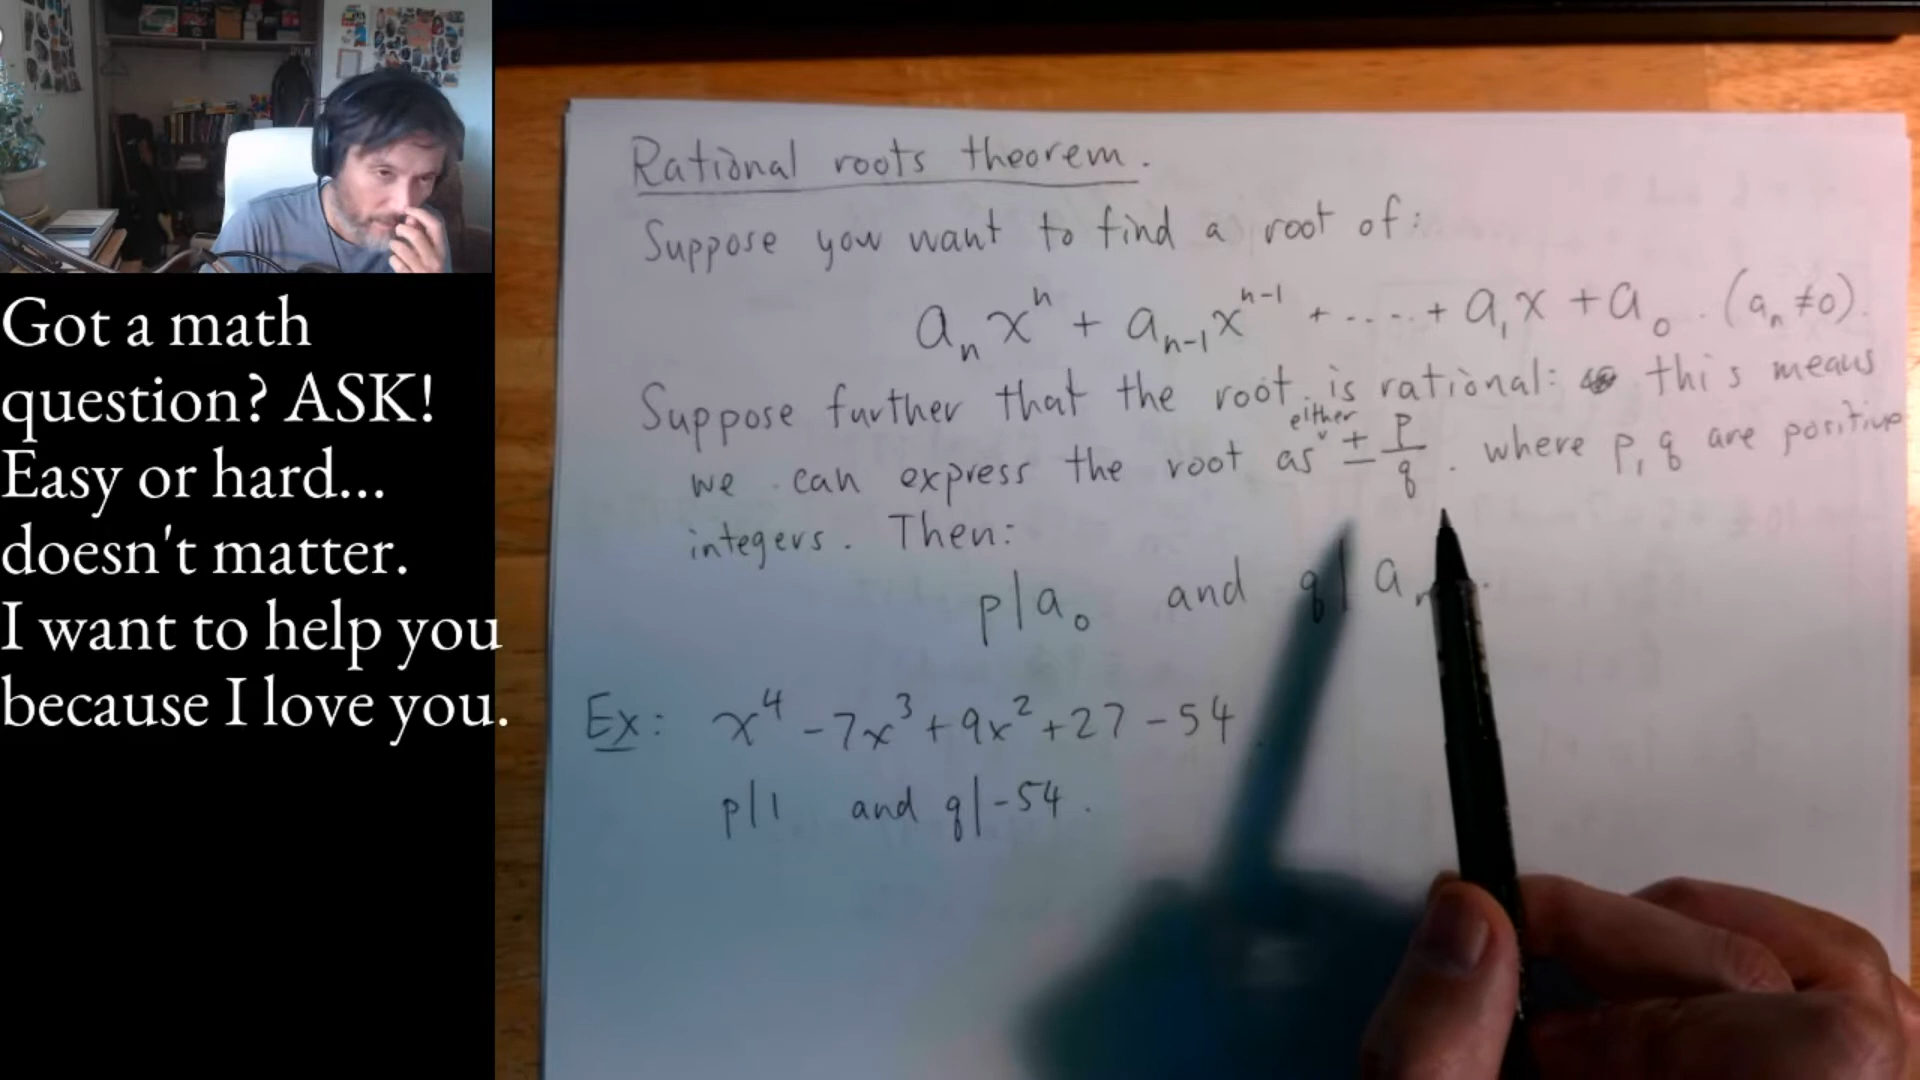 Got a math
question? ASK!
Easy or hard...
doesn't matter.
I want to help you
because I love you.
Rational roots theorem.
Suppose you want to find a root of:
aₙxⁿ + aₙ₋₁xⁿ⁻¹ + ..... + a₁x + a₀. (aₙ ≠ 0).
Suppose further that the root is rational: this means
we can express the root as either ± p/q. where p, q are positive
integers. Then:
p|a₀ and q|aₙ.
Ex: x⁴ - 7x³ + 9x² + 27 - 54.
p|1 and q|-54.